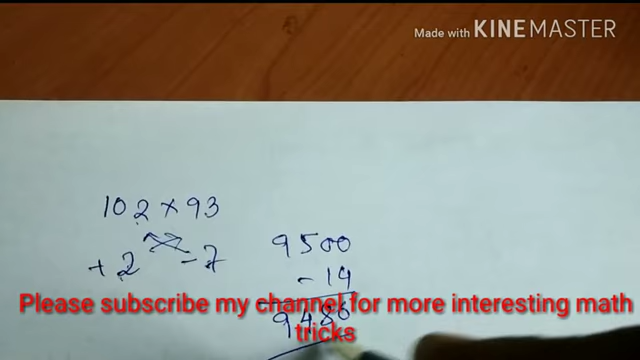 Made with KINEMASTER
102 × 93
+2 -7
9500
-14
9486
Please subscribe my channel for more interesting math
tricks